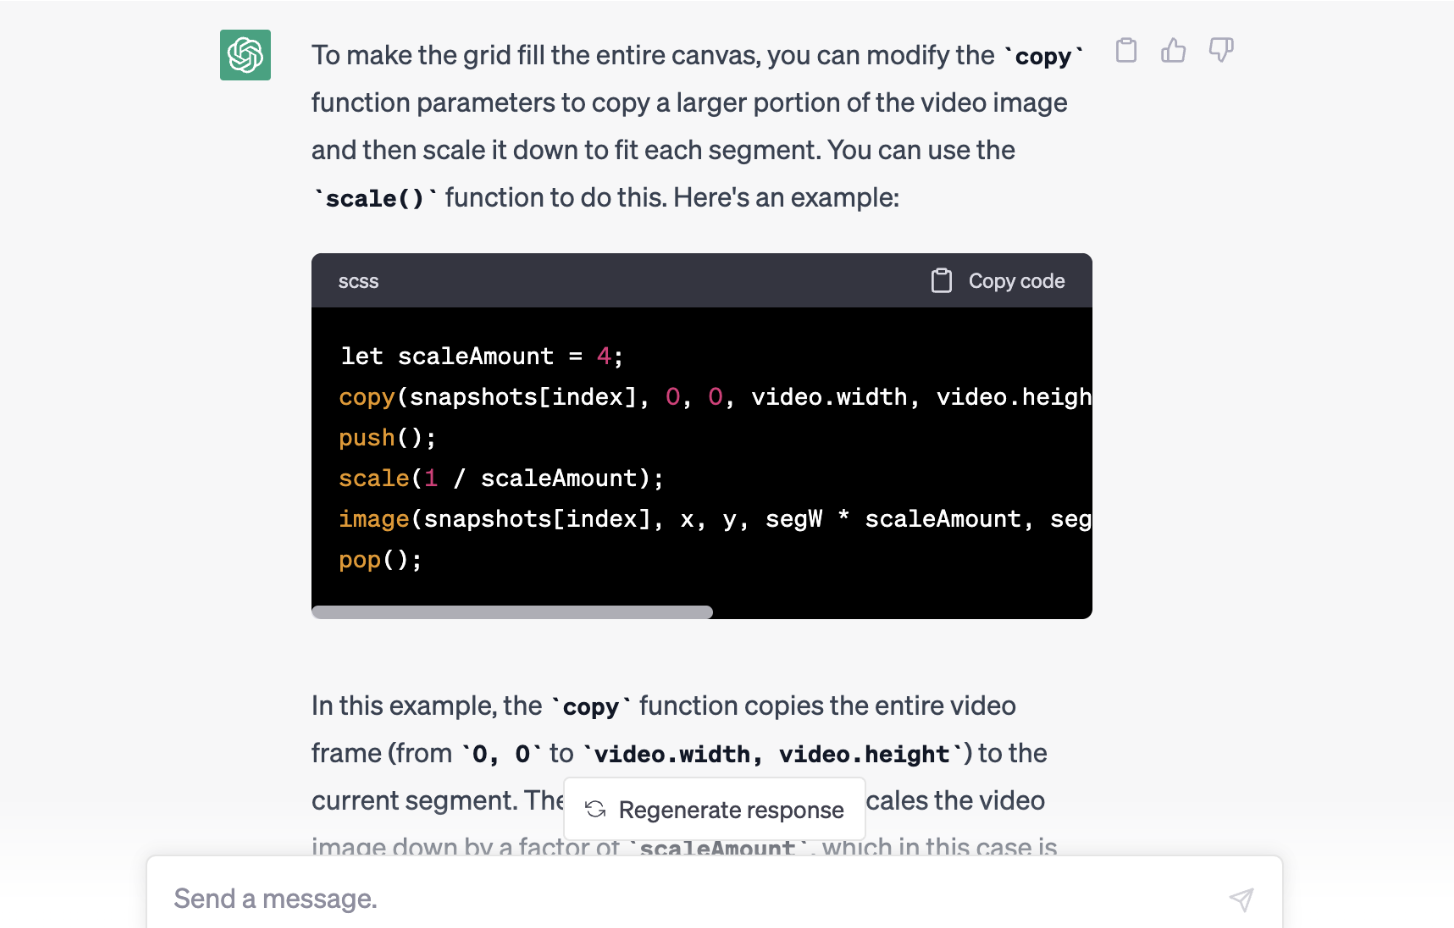 To make the grid fill the entire canvas, you can modify the `copy`
function parameters to copy a larger portion of the video image
and then scale it down to fit each segment. You can use the
`scale()` function to do this. Here's an example:
scss
Copy code
let scaleAmount = 4;
copy(snapshots[index], 0, 0, video.width, video.heigh
push();
scale(1 / scaleAmount);
image(snapshots[index], x, y, segW * scaleAmount, seg
pop();
In this example, the `copy` function copies the entire video
frame (from `0, 0` to `video.width, video.height`) to the
current segment. The
cales the video
Regenerate response
image down by a factor of `scaleAmount`, which in this case is
Send a message.